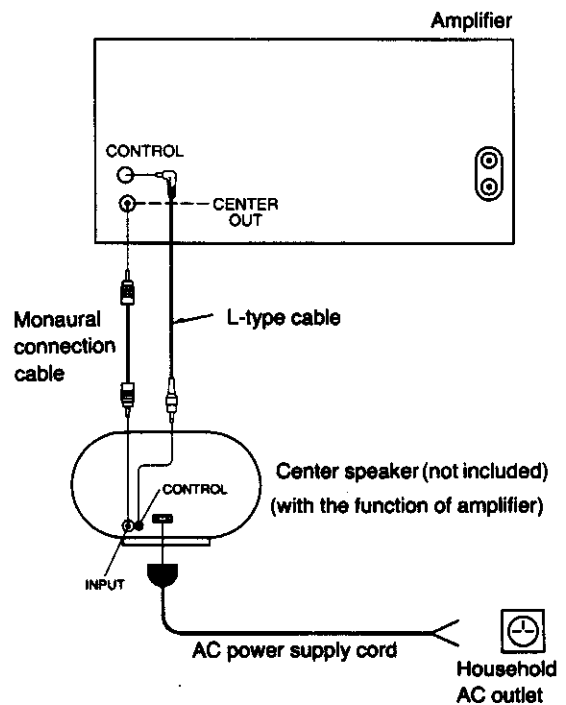 Amplifier
CONTROL
CENTER
OUT
Monaural
connection
cable
L-type cable
Center speaker (not included)
(with the function of amplifier)
CONTROL
INPUT
AC power supply cord
Household
AC outlet